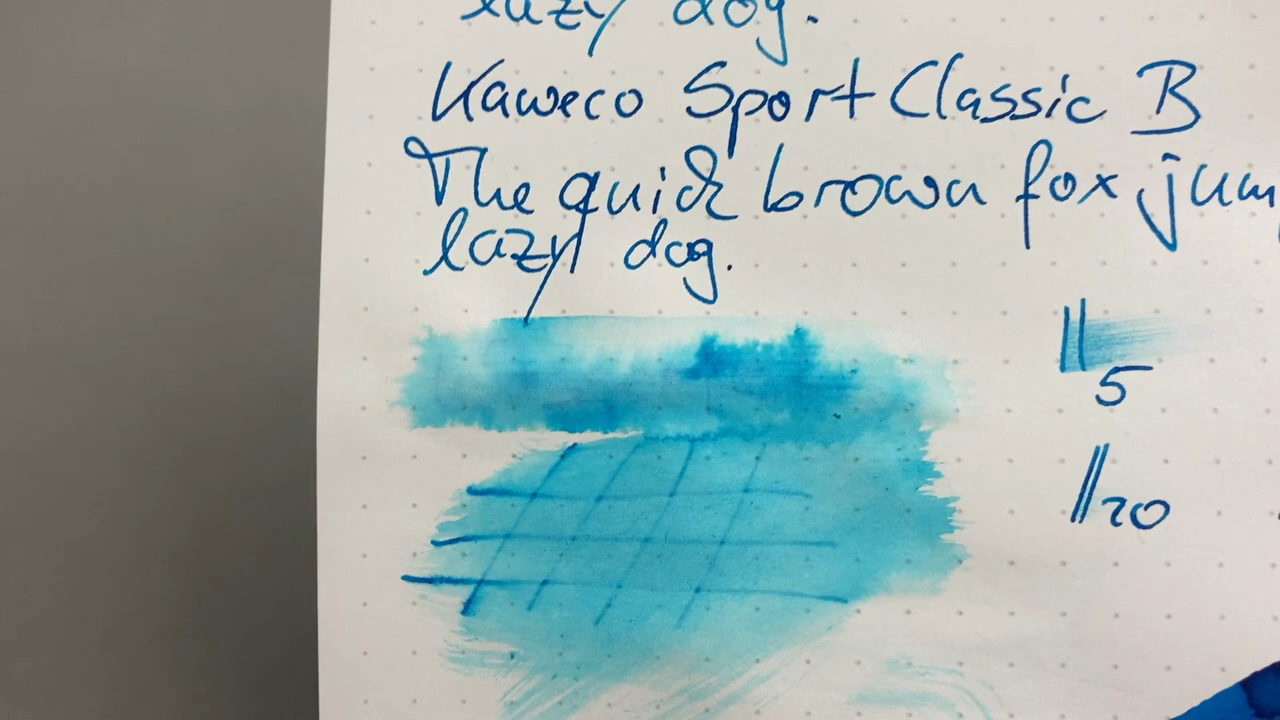 lazy dog.
Kaweco Sport Classic B
The quick brown fox jum
lazy dog.
5
20